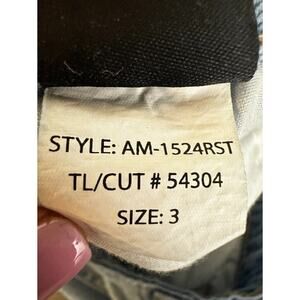 STYLE: AM-1524RST
TL/CUT # 54304
SIZE: 3